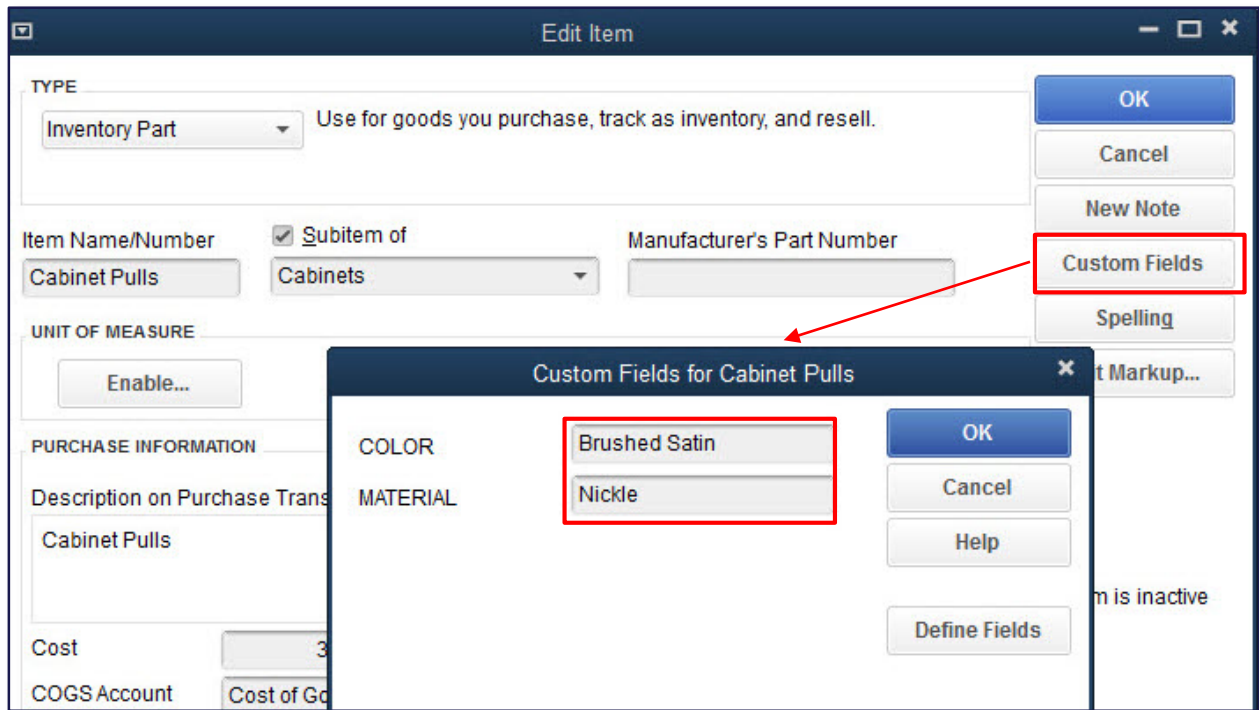 Edit Item
TYPE
Inventory Part
Use for goods you purchase, track as inventory, and resell.
OK
Cancel
New Note
Item Name/Number
Subitem of
Manufacturer's Part Number
Custom Fields
Cabinet Pulls
Cabinets
Spelling
UNIT OF MEASURE
Enable...
t Markup...
Custom Fields for Cabinet Pulls
PURCHASE INFORMATION
COLOR
Brushed Satin
OK
Description on Purchase Trans
MATERIAL
Nickle
Cancel
Cabinet Pulls
Help
m is inactive
Define Fields
Cost
3
COGS Account
Cost of Go